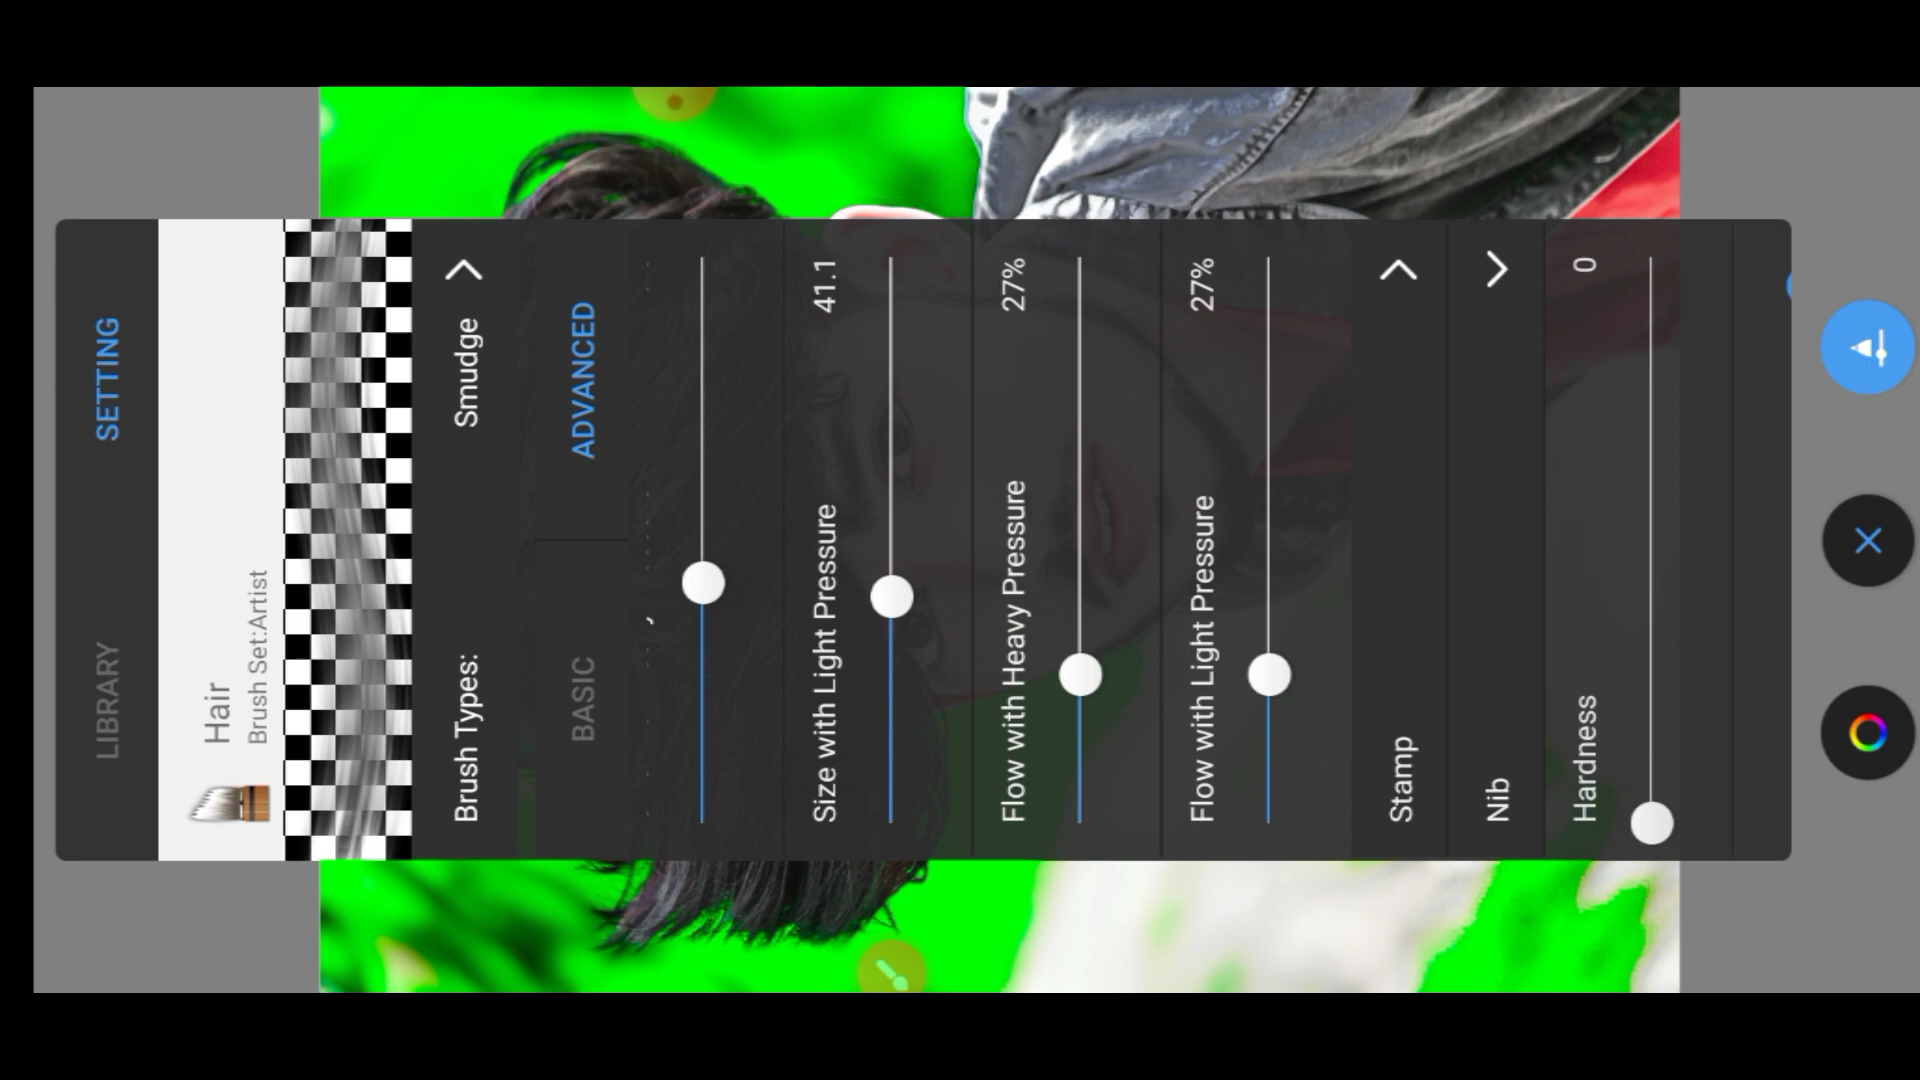 LIBRARY SETTING
Hair
Brush Set:Artist
Brush Types: Smudge
BASIC ADVANCED
Size with Light Pressure 41.1
Flow with Heavy Pressure 27%
Flow with Light Pressure 27%
Stamp
Nib
Hardness 0